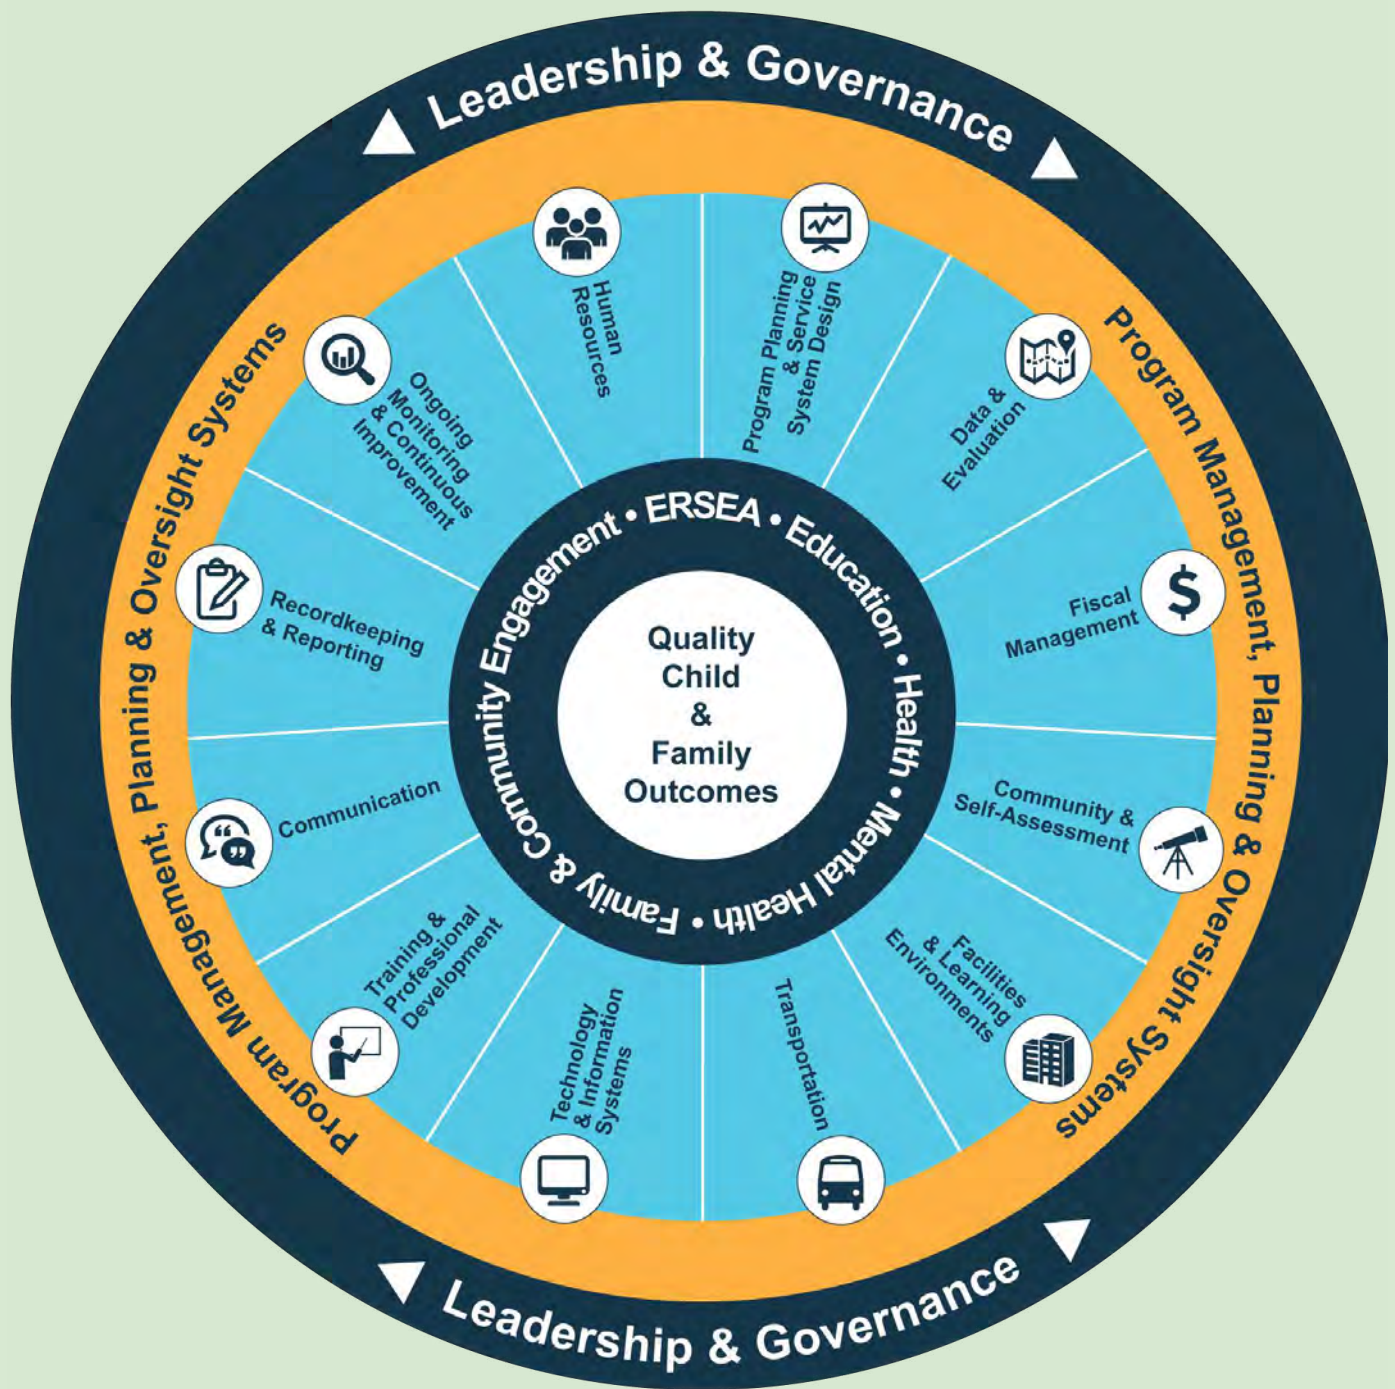 Leadership & Governance
Program Management, Planning & Oversight Systems
Program Management, Planning & Oversight Systems
Program Planning
& Service
System Design
Data &
Evaluation
Fiscal
Management
Community &
Self-Assessment
Facilities
& Learning
Environments
Transportation
Technology
& Information
Systems
Training &
Professional
Development
Communication
Recordkeeping
& Reporting
Ongoing
Monitoring
& Continuous
Improvement
Human
Resources
ERSEA • Education • Health • Mental Health • Family & Community Engagement •
Quality
Child
&
Family
Outcomes
$
Leadership & Governance